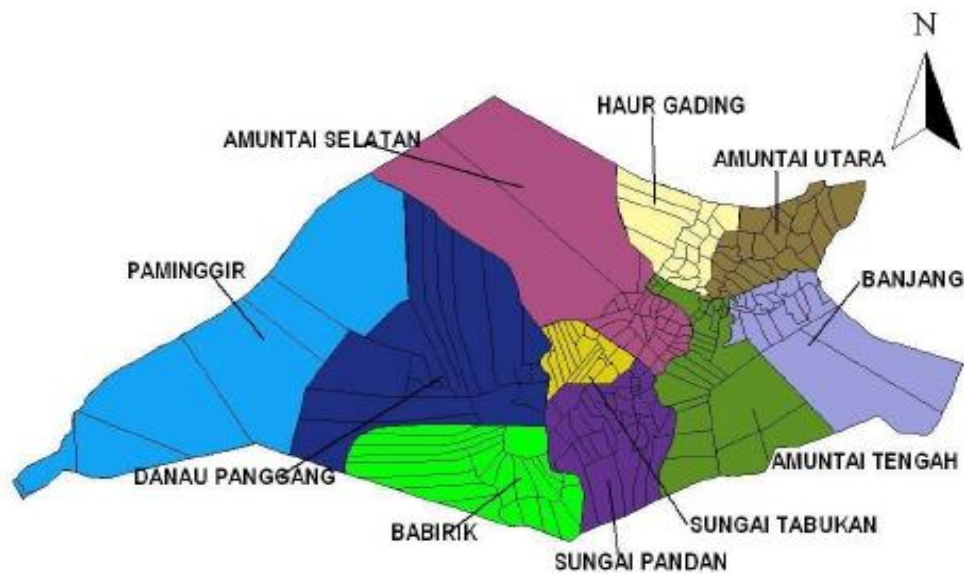 N
HAUR GADING
AMUNTAI SELATAN
AMUNTAI UTARA
PAMINGGIR
BANJANG
DANAU PANGGANG
AMUNTAI TENGAH
BABIRIK
SUNGAI TABUKAN
SUNGAI PANDAN